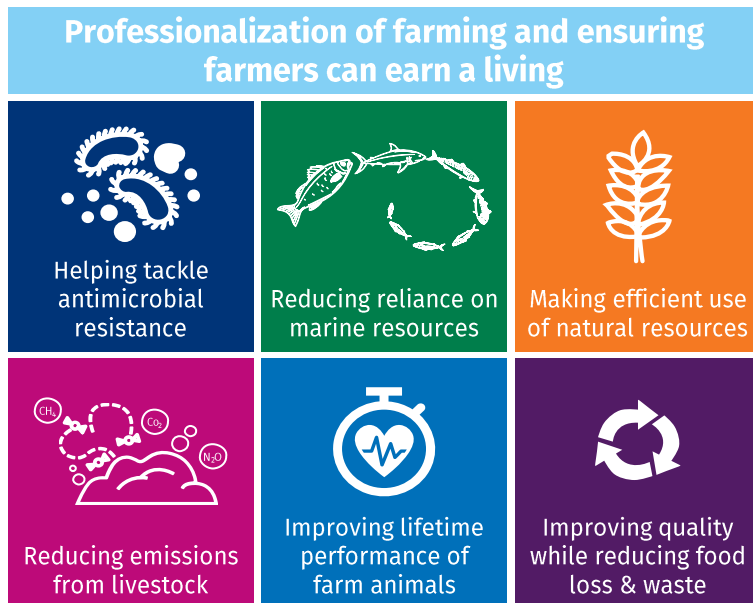 Professionalization of farming and ensuring
farmers can earn a living
Helping tackle
antimicrobial
resistance
Reducing reliance on
marine resources
Making efficient use
of natural resources
CH₄
Co₂
N₂O
Reducing emissions
from livestock
Improving lifetime
performance of
farm animals
Improving quality
while reducing food
loss & waste